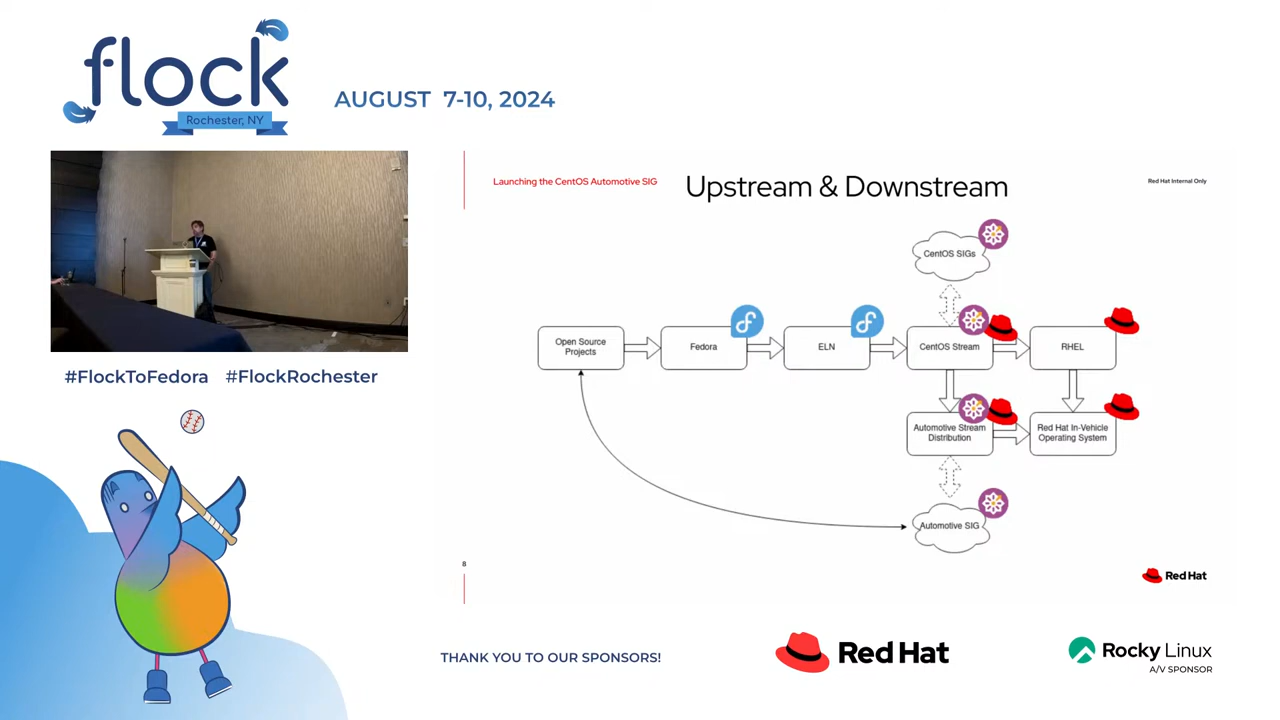 flock
Rochester, NY
AUGUST 7-10, 2024
Launching the CentOS Automotive SIG
Upstream & Downstream
Red Hat Internal Only
CentOS SIGs
Open Source
Projects
Fedora
ELN
CentOS Stream
RHEL
Automotive Stream
Distribution
Red Hat In-Vehicle
Operating System
Automotive SIG
8
Red Hat
#FlockToFedora #FlockRochester
THANK YOU TO OUR SPONSORS!
Red Hat
Rocky Linux
A/V SPONSOR